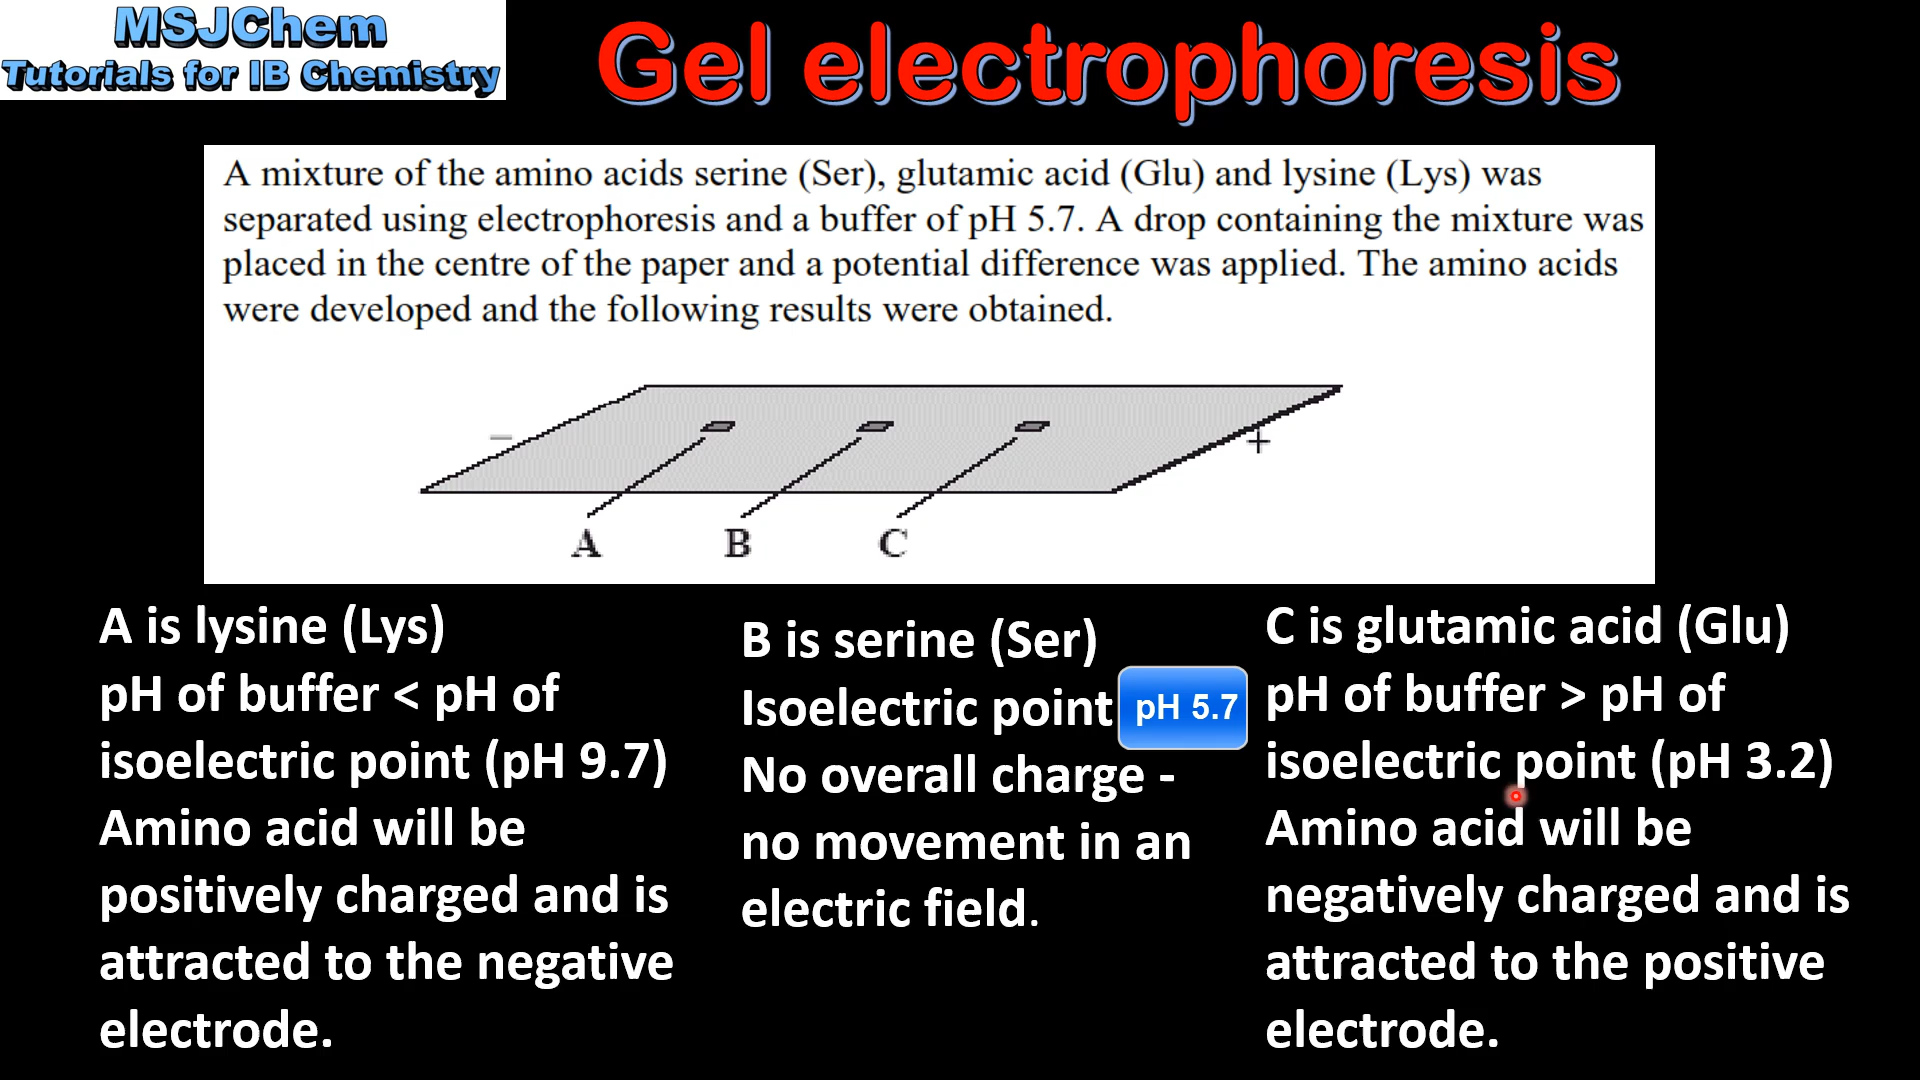 MSJChem
Tutorials for IB Chemistry
Gel electrophoresis
A mixture of the amino acids serine (Ser), glutamic acid (Glu) and lysine (Lys) was
separated using electrophoresis and a buffer of pH 5.7. A drop containing the mixture was
placed in the centre of the paper and a potential difference was applied. The amino acids
were developed and the following results were obtained.
−
+
A
B
C
A is lysine (Lys)
pH of buffer < pH of
isoelectric point (pH 9.7)
Amino acid will be
positively charged and is
attracted to the negative
electrode.
B is serine (Ser)
Isoelectric point pH 5.7
No overall charge -
no movement in an
electric field.
C is glutamic acid (Glu)
pH of buffer > pH of
isoelectric point (pH 3.2)
Amino acid will be
negatively charged and is
attracted to the positive
electrode.